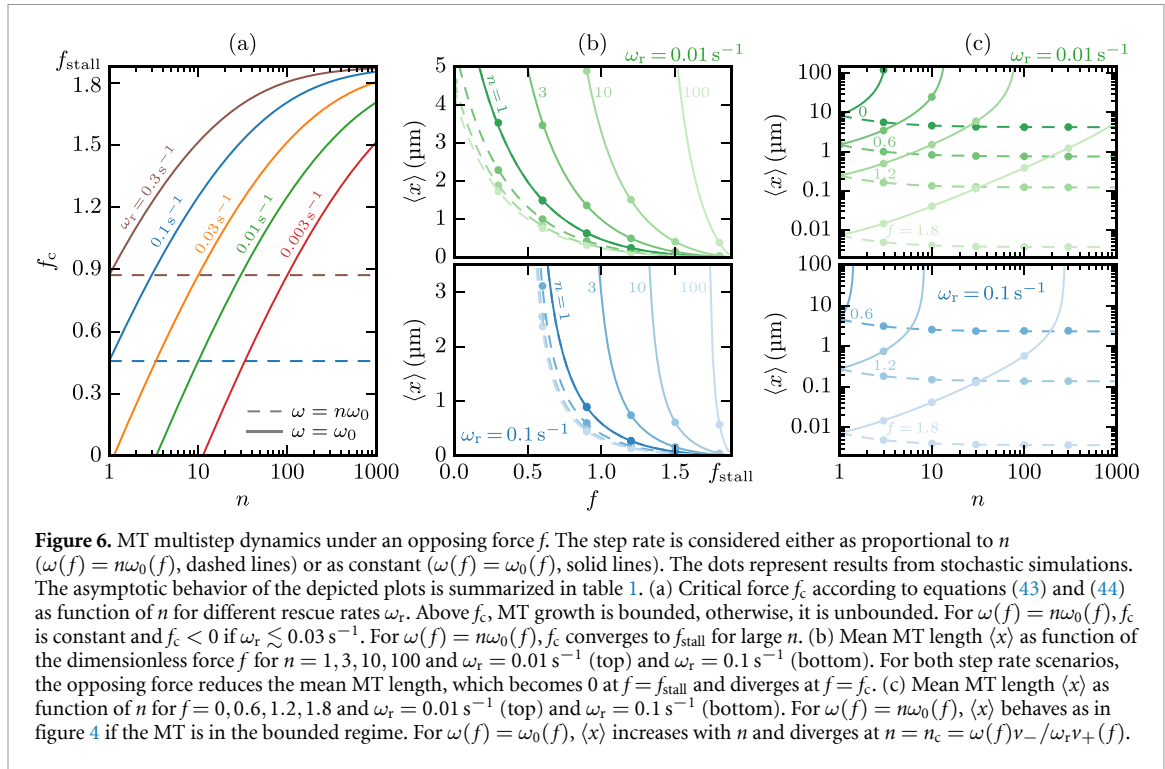 (a)
(b)
(c)
ωr = 0.01 s⁻¹
ωr = 0.01 s⁻¹
fstall
1.8
1.5
1.2
0.9
0.6
0.3
0
fc
ωr = 0.3 s⁻¹
0.1 s⁻¹
0.03 s⁻¹
0.01 s⁻¹
0.003 s⁻¹
ω = nω0
ω = ω0
1
10
100
1000
n
5
4
3
2
1
0
⟨x⟩ (µm)
n = 1
3
10
100
3
2
1
0
⟨x⟩ (µm)
n = 1
3
10
100
ωr = 0.1 s⁻¹
0.0
0.5
1.0
1.5
fstall
f
100
10
1
0.1
0.01
⟨x⟩ (µm)
0
0.6
1.2
f = 1.8
100
10
1
0.1
0.01
⟨x⟩ (µm)
ωr = 0.1 s⁻¹
0.6
1.2
f = 1.8
1
10
100
1000
n
Figure 6. MT multistep dynamics under an opposing force f. The step rate is considered either as proportional to n
(ω(f) = nω0(f), dashed lines) or as constant (ω(f) = ω0(f), solid lines). The dots represent results from stochastic simulations.
The asymptotic behavior of the depicted plots is summarized in table 1. (a) Critical force fc according to equations (43) and (44)
as function of n for different rescue rates ωr. Above fc, MT growth is bounded, otherwise, it is unbounded. For ω(f) = nω0(f), fc
is constant and fc < 0 if ωr ≲ 0.03 s⁻¹. For ω(f) = nω0(f), fc converges to fstall for large n. (b) Mean MT length ⟨x⟩ as function of
the dimensionless force f for n = 1, 3, 10, 100 and ωr = 0.01 s⁻¹ (top) and ωr = 0.1 s⁻¹ (bottom). For both step rate scenarios,
the opposing force reduces the mean MT length, which becomes 0 at f = fstall and diverges at f = fc. (c) Mean MT length ⟨x⟩ as
function of n for f = 0, 0.6, 1.2, 1.8 and ωr = 0.01 s⁻¹ (top) and ωr = 0.1 s⁻¹ (bottom). For ω(f) = nω0(f), ⟨x⟩ behaves as in
figure 4 if the MT is in the bounded regime. For ω(f) = ω0(f), ⟨x⟩ increases with n and diverges at n = nc = ω(f)v−/ωrv+(f).